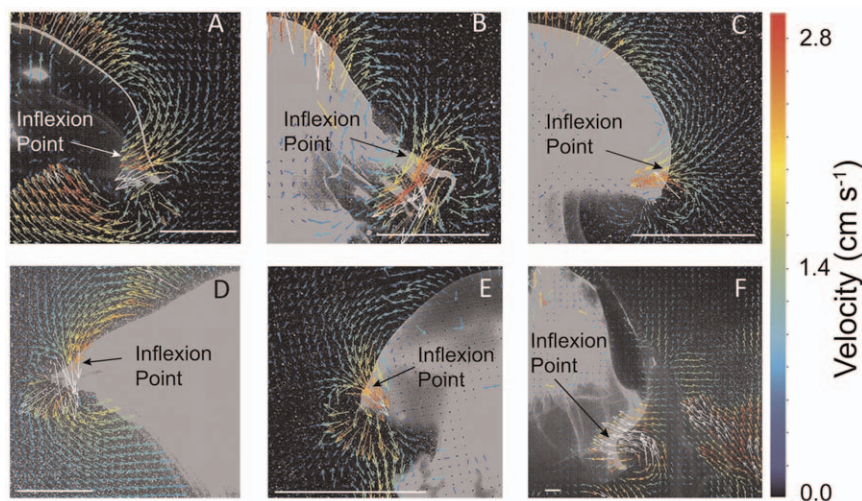 A
B
C
Inflexion
Point
Inflexion
Point
Inflexion
Point
D
E
F
Inflexion
Point
Inflexion
Point
Inflexion
Point
2.8
1.4
0.0
Velocity (cm s⁻¹)